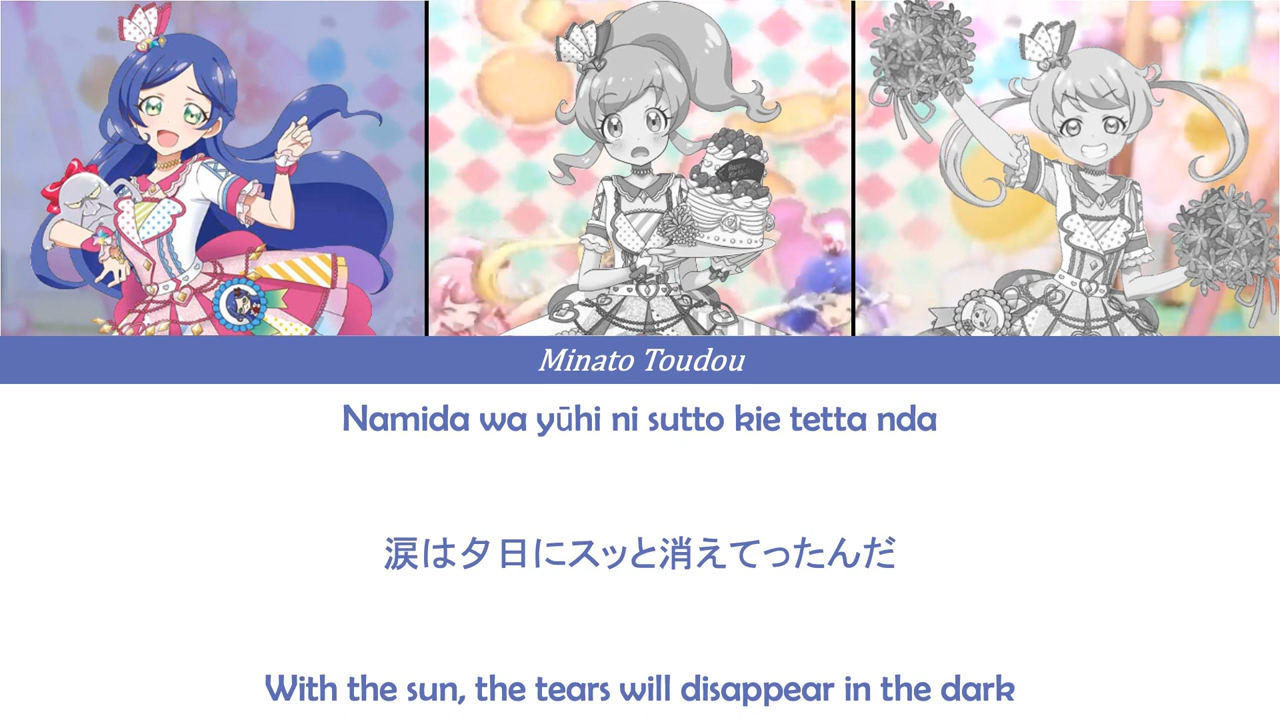 Minato Toudou
Namida wa yūhi ni sutto kie tetta nda
涙は夕日にスッと消えてったんだ
With the sun, the tears will disappear in the dark